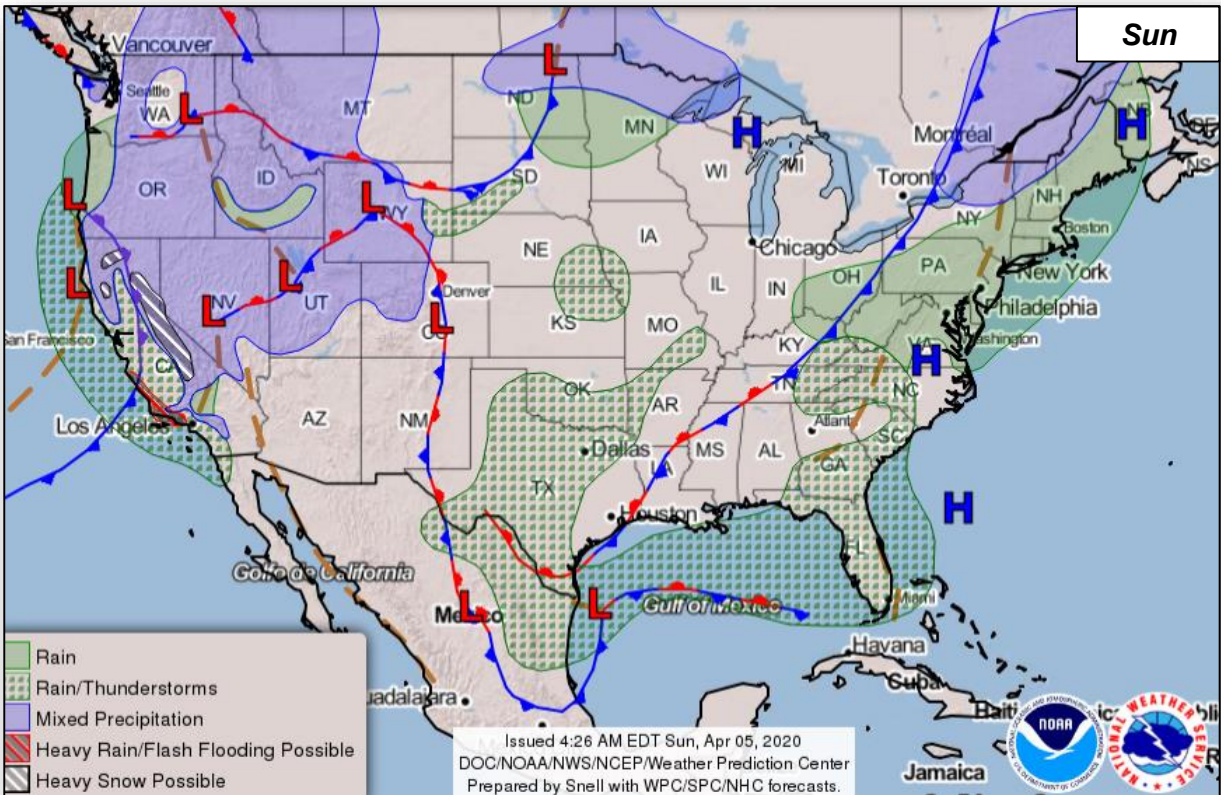 Sun
Vancouver
Seattle
WA
MT
ND
MN
Montréal
NB
NS
OR
ID
WY
SD
WI
MI
Toronto
NY
NH
Boston
NE
IA
Chicago
PA
OH
New York
Philadelphia
Washington
NV
UT
Denver
CO
KS
MO
IL
IN
KY
VA
San Francisco
CA
Los Angeles
AZ
NM
OK
AR
TN
NC
Atlanta
SC
Dallas
TX
LA
MS
AL
GA
Houston
FL
Miami
L
L
L
L
L
L
L
L
L
L
H
H
H
H
Golfo de California
Gulf of Mexico
Havana
Cuba
Jamaica
Rain
Rain/Thunderstorms
Mixed Precipitation
Heavy Rain/Flash Flooding Possible
Heavy Snow Possible
Issued 4:26 AM EDT Sun, Apr 05, 2020
DOC/NOAA/NWS/NCEP/Weather Prediction Center
Prepared by Snell with WPC/SPC/NHC forecasts.
NOAA
NATIONAL WEATHER SERVICE